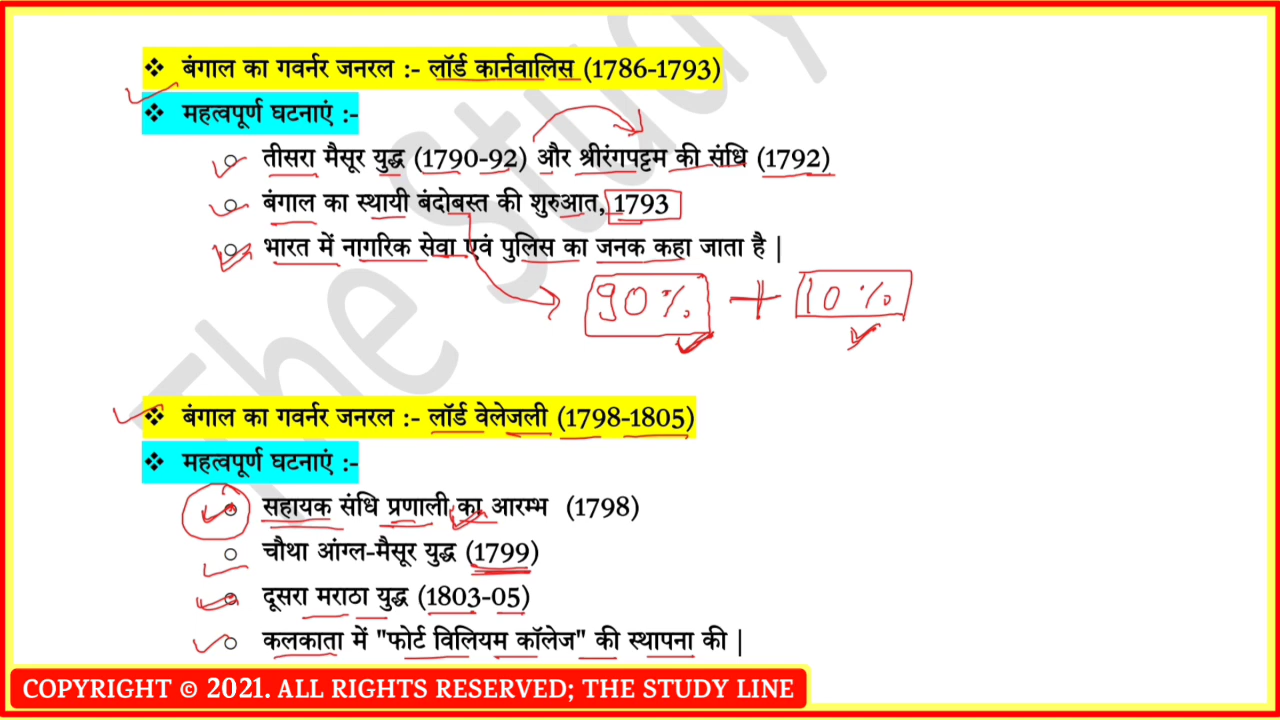 ❖ बंगाल का गवर्नर जनरल :- लॉर्ड कार्नवालिस (1786-1793)
❖ महत्वपूर्ण घटनाएं :-
○ तीसरा मैसूर युद्ध (1790-92) और श्रीरंगपट्टम की संधि (1792)
○ बंगाल का स्थायी बंदोबस्त की शुरुआत, 1793
○ भारत में नागरिक सेवा एवं पुलिस का जनक कहा जाता है |
90% + 10%
❖ बंगाल का गवर्नर जनरल :- लॉर्ड वेलेजली (1798-1805)
❖ महत्वपूर्ण घटनाएं :-
○ सहायक संधि प्रणाली का आरम्भ (1798)
○ चौथा आंग्ल-मैसूर युद्ध (1799)
○ दूसरा मराठा युद्ध (1803-05)
○ कलकाता में "फोर्ट विलियम कॉलेज" की स्थापना की |
COPYRIGHT © 2021. ALL RIGHTS RESERVED; THE STUDY LINE
The Study